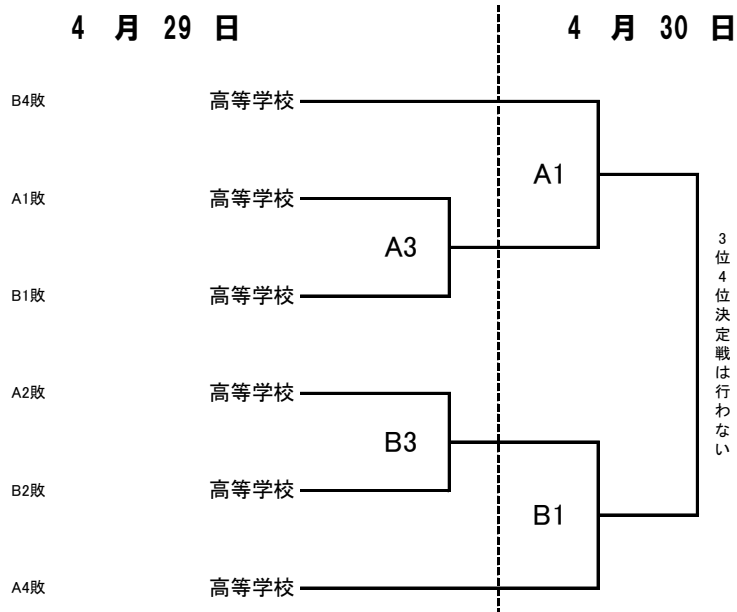 4 月 29 日
4 月 30 日
B4敗 高等学校
A1
A1敗 高等学校
A3
B1敗 高等学校
3位4位決定戦は行わない
A2敗 高等学校
B3
B2敗 高等学校
B1
A4敗 高等学校